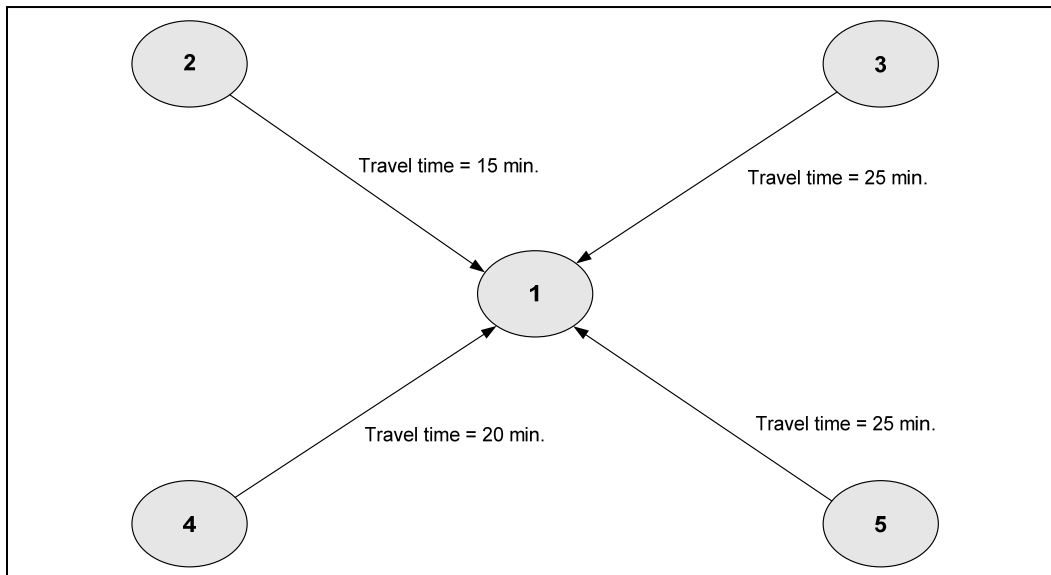 2
3
Travel time = 15 min.
Travel time = 25 min.
1
Travel time = 20 min.
Travel time = 25 min.
4
5